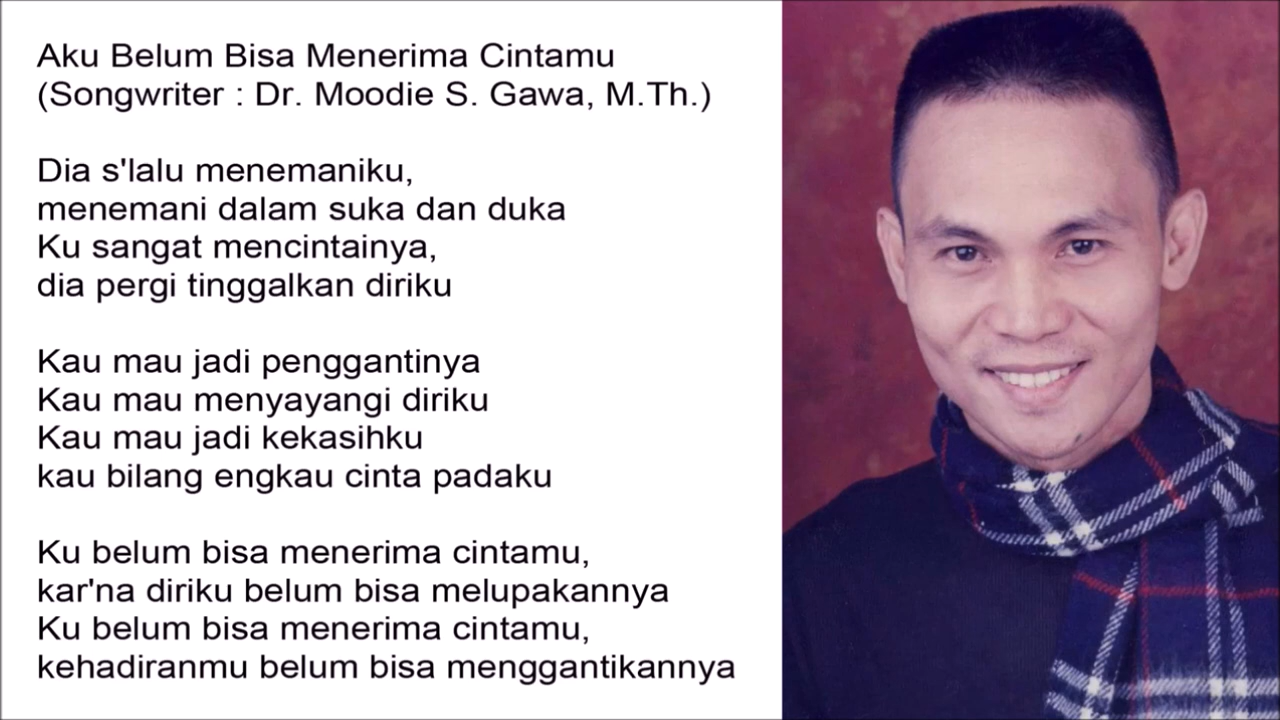 Aku Belum Bisa Menerima Cintamu
(Songwriter : Dr. Moodie S. Gawa, M.Th.)
Dia s'lalu menemaniku,
menemani dalam suka dan duka
Ku sangat mencintainya,
dia pergi tinggalkan diriku
Kau mau jadi penggantinya
Kau mau menyayangi diriku
Kau mau jadi kekasihku
kau bilang engkau cinta padaku
Ku belum bisa menerima cintamu,
kar'na diriku belum bisa melupakannya
Ku belum bisa menerima cintamu,
kehadiranmu belum bisa menggantikannya